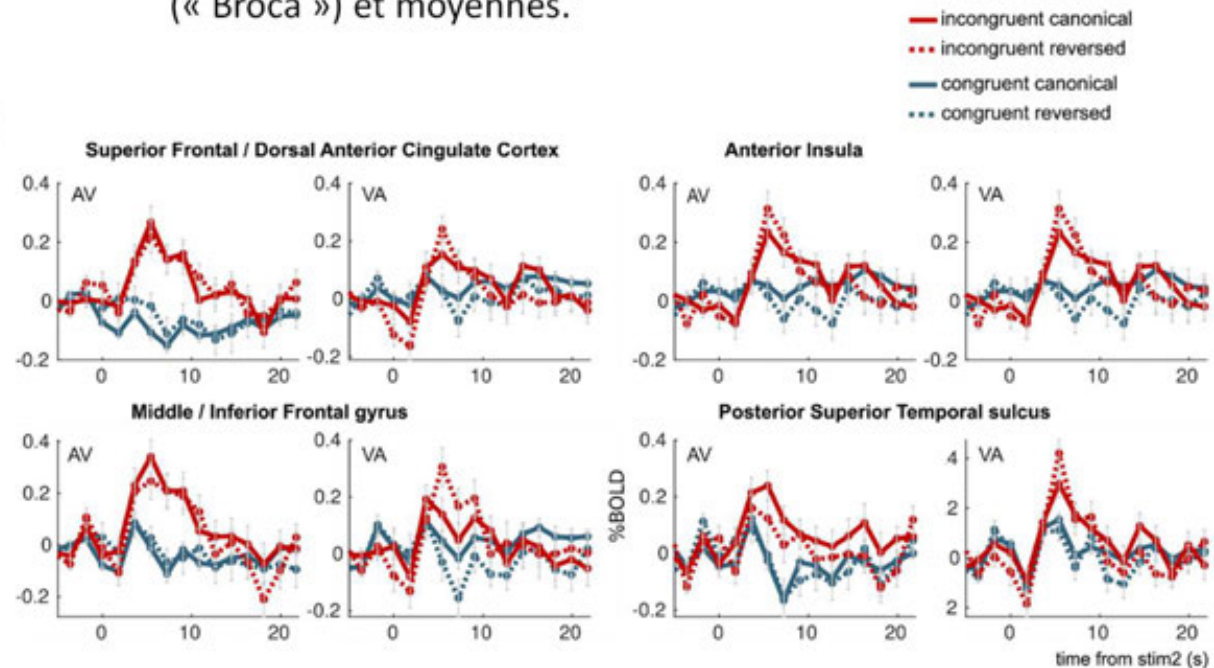 (« Broca ») et moyennes.
incongruent canonical
incongruent reversed
congruent canonical
congruent reversed
Superior Frontal / Dorsal Anterior Cingulate Cortex
Anterior Insula
0.4 AV 0.4 VA 0.4 AV 0.4 VA
0.2 0.2 0.2 0.2
0 0 0 0
-0.2 -0.2 -0.2 -0.2
0 10 20 0 10 20 0 10 20 0 10 20
Middle / Inferior Frontal gyrus
Posterior Superior Temporal sulcus
0.4 AV 0.4 VA 0.4 AV 4 VA
0.2 0.2 0.2 2
%BOLD
0 0 0 0
-0.2 -0.2 -0.2 2
0 10 20 0 10 20 0 10 20 0 10 20
time from stim2 (s)